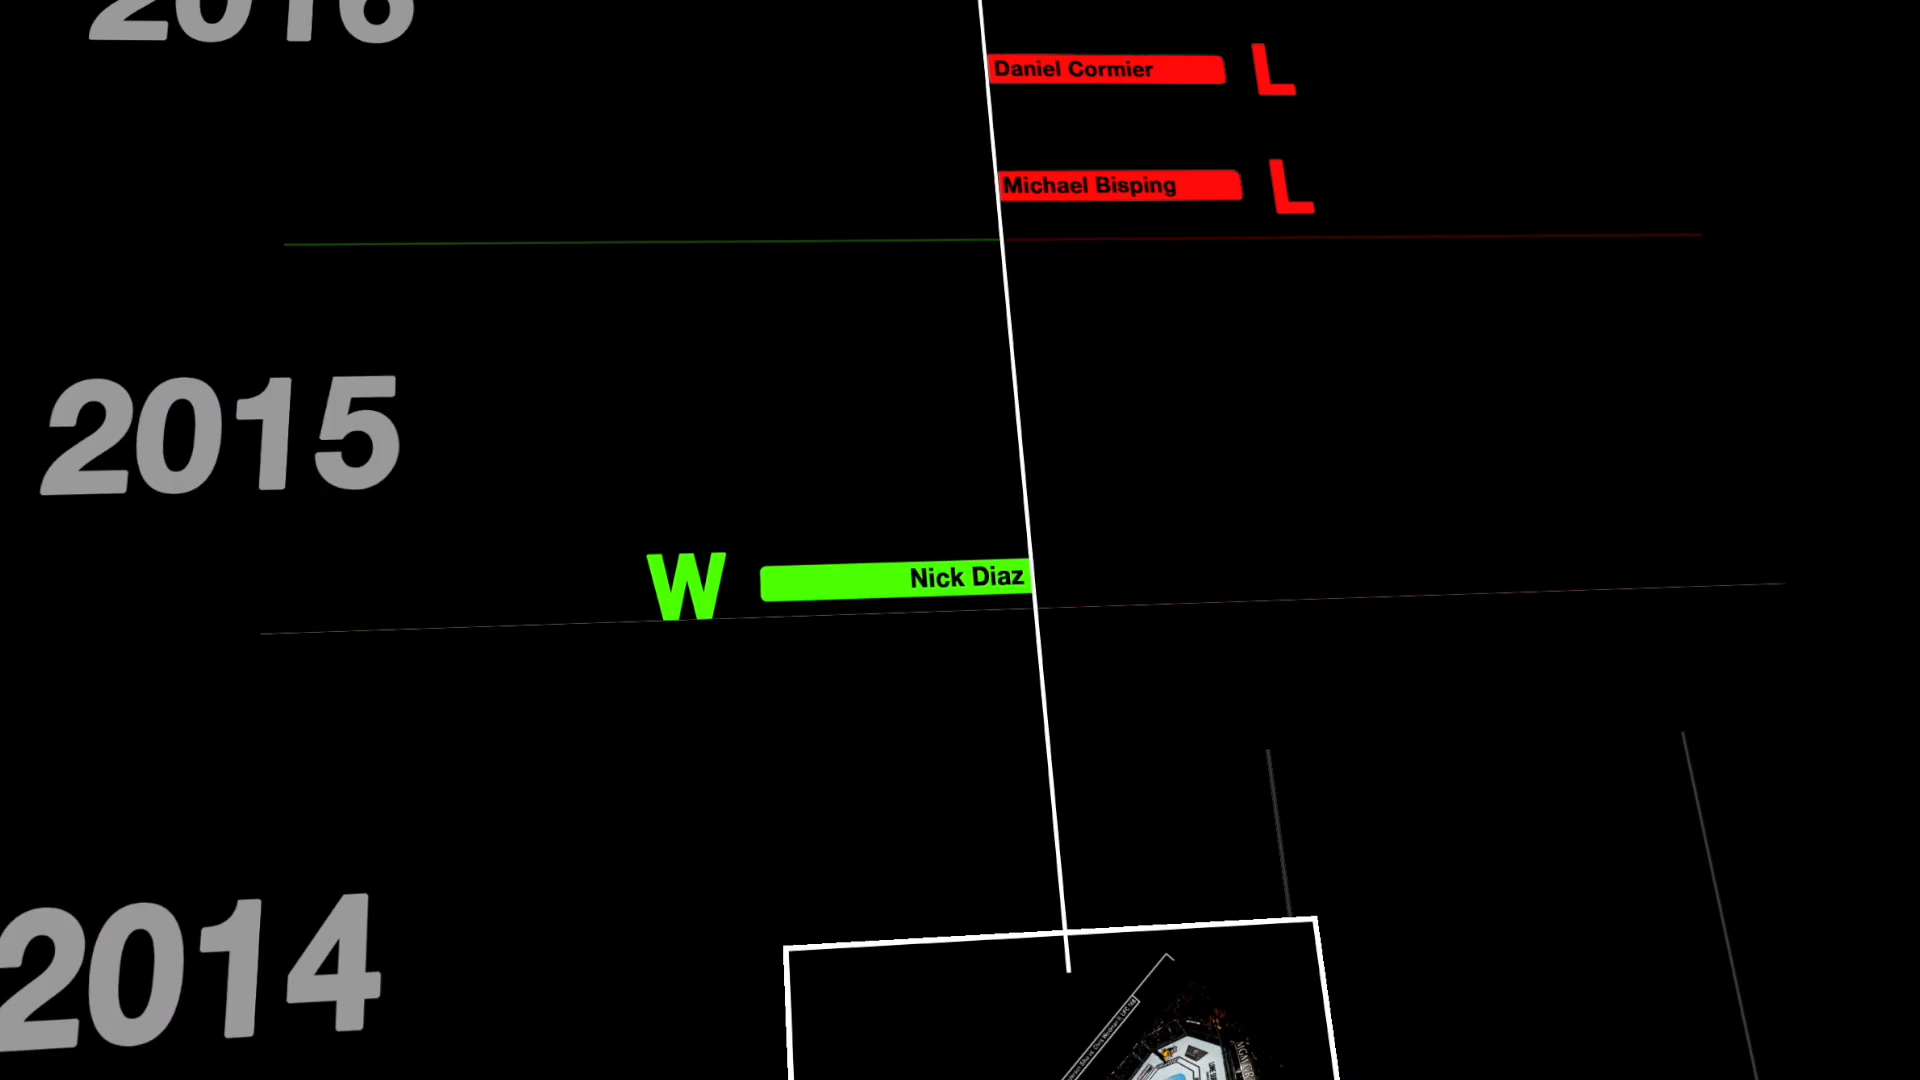 2016
Daniel Cormier L
Michael Bisping L
2015
W Nick Diaz
2014